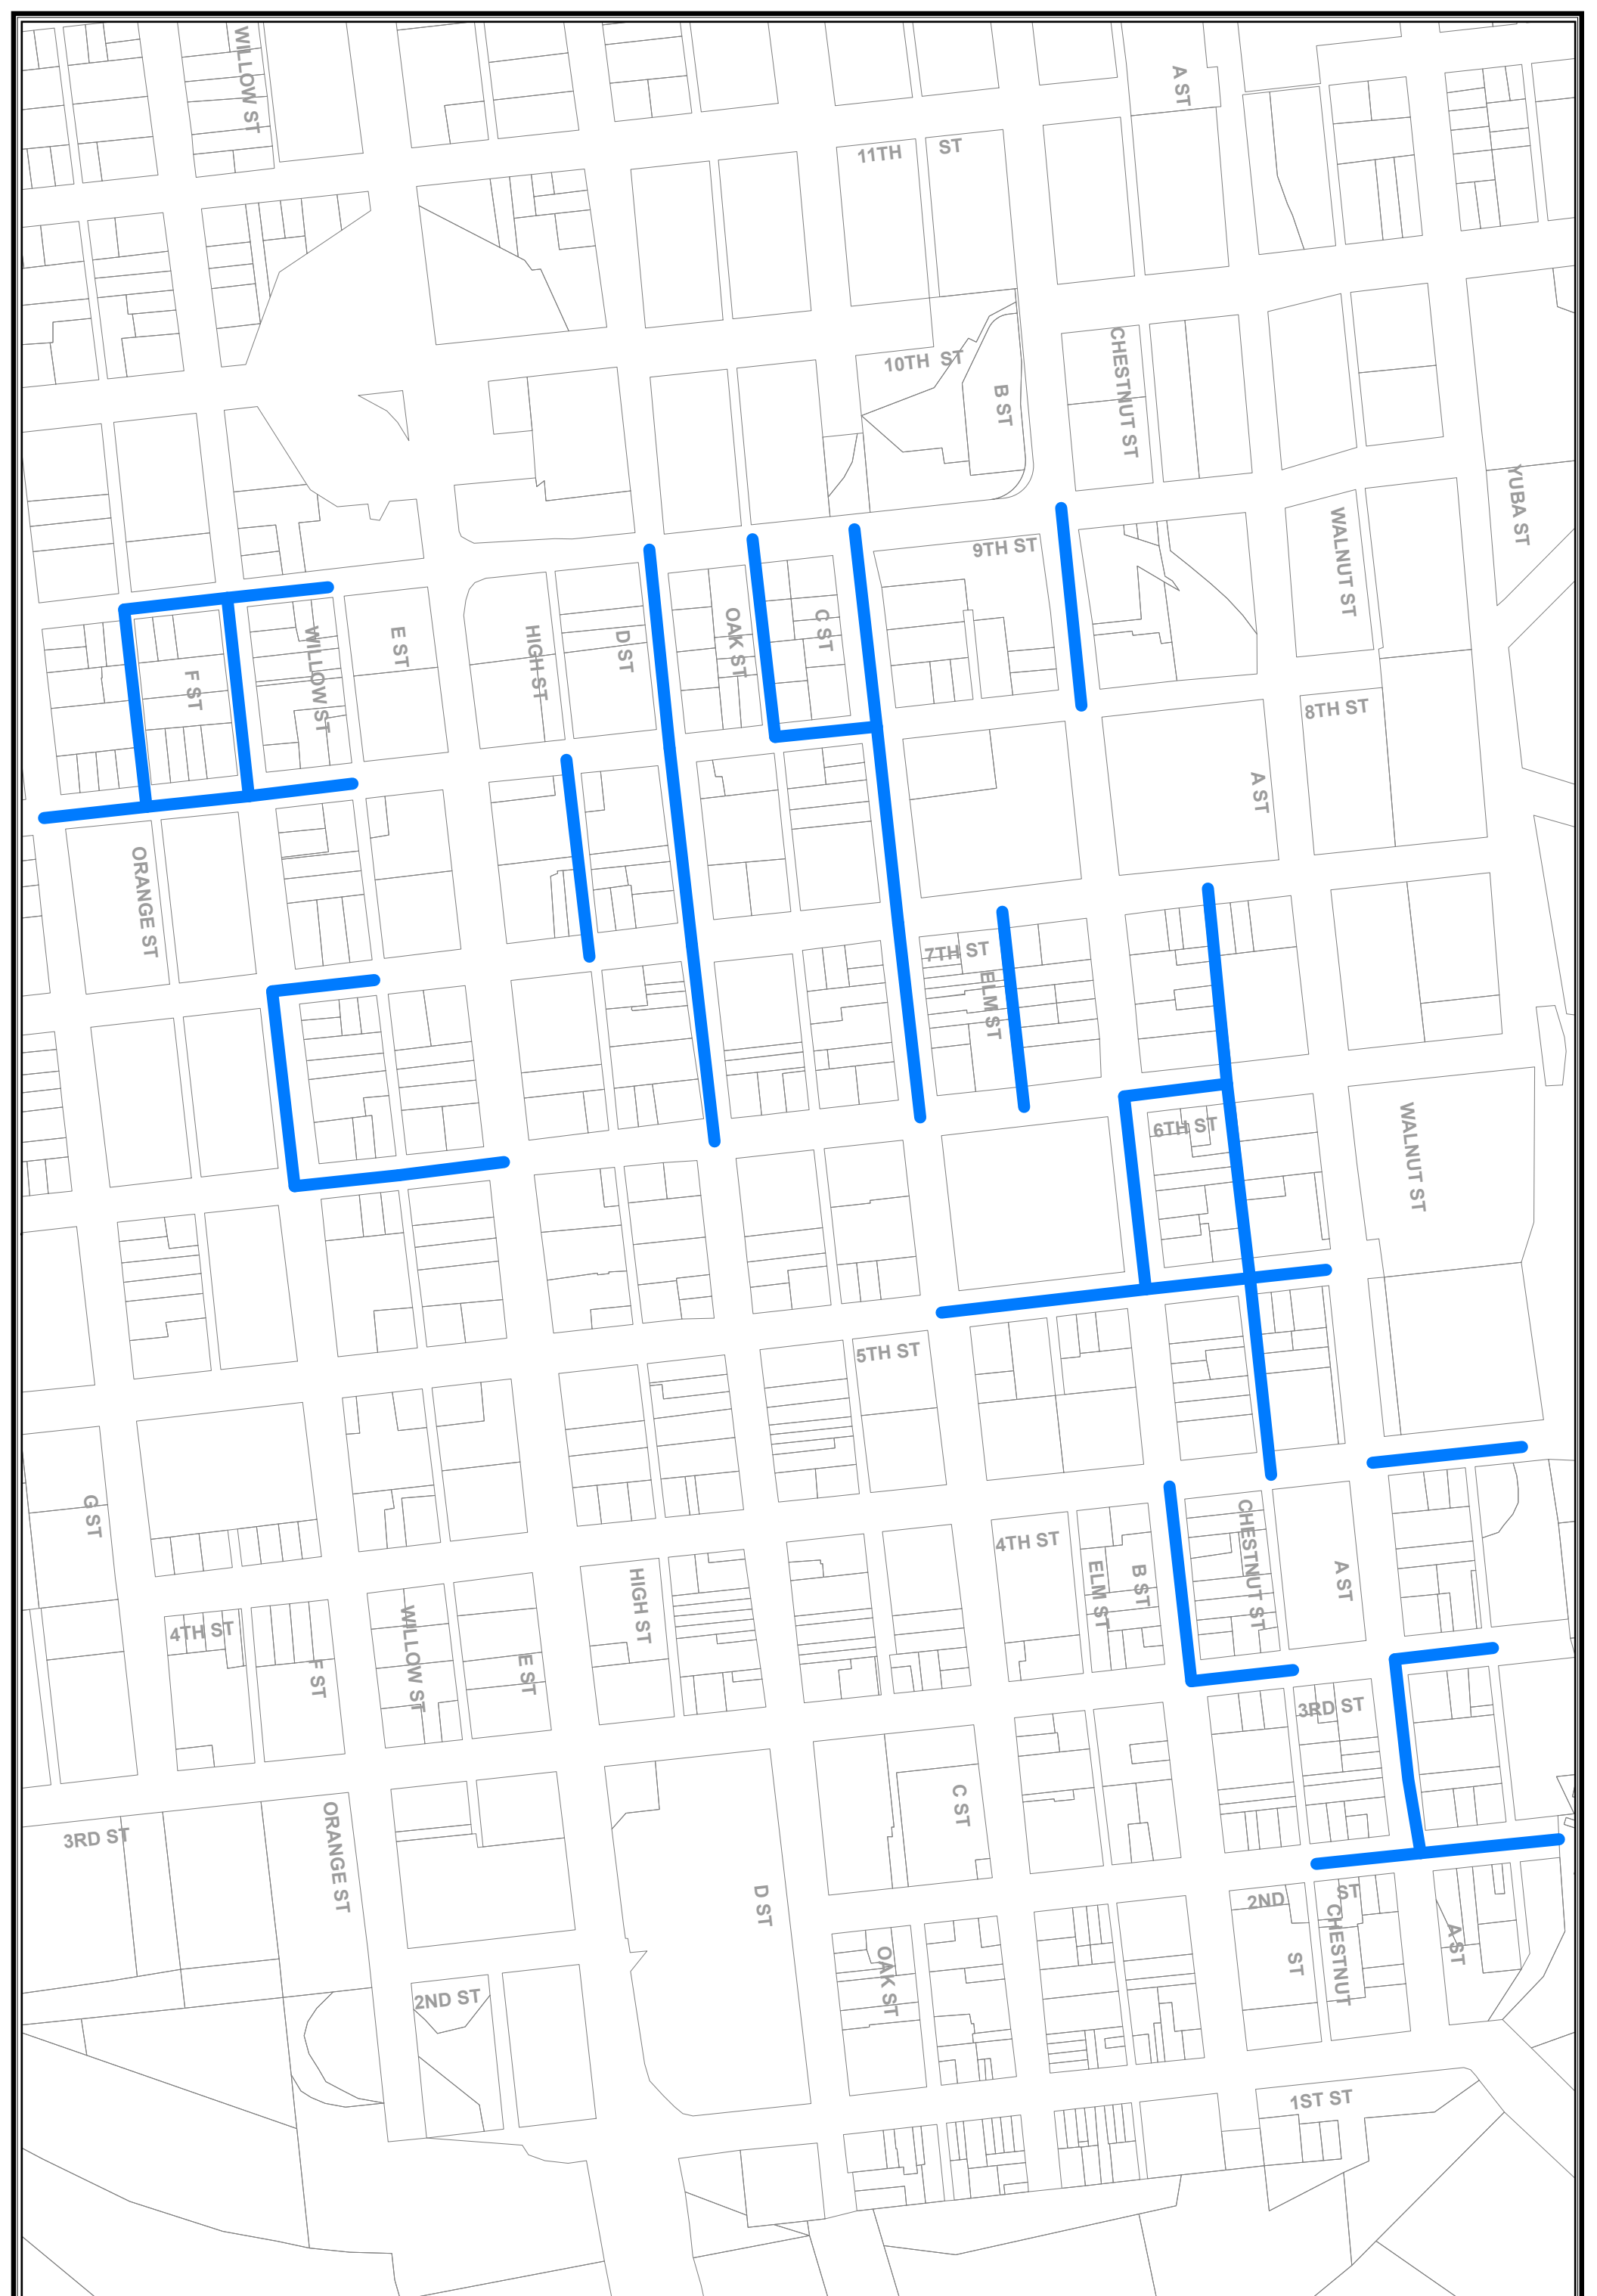 WILLOW ST
A ST
11TH ST
10TH ST
B ST
CHESTNUT ST
YUBA ST
WALNUT ST
9TH ST
F ST
WILLOW ST
E ST
HIGH ST
D ST
OAK ST
C ST
8TH ST
A ST
ORANGE ST
7TH ST
ELM ST
6TH ST
WALNUT ST
5TH ST
G ST
4TH ST
ELM ST
B ST
CHESTNUT ST
A ST
4TH ST
F ST
WILLOW ST
E ST
HIGH ST
3RD ST
3RD ST
ORANGE ST
D ST
C ST
2ND ST
ST
CHESTNUT
A ST
OAK ST
2ND ST
1ST ST